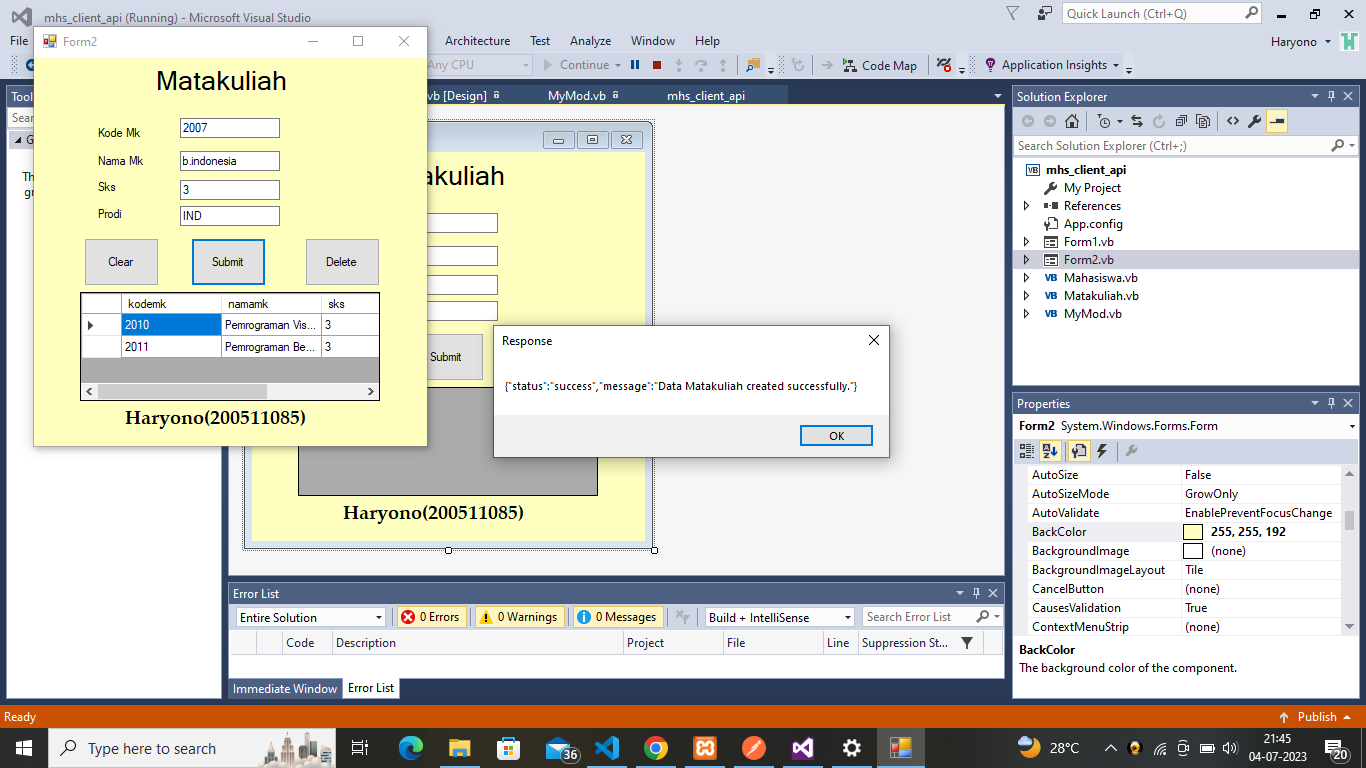 mhs_client_api (Running) - Microsoft Visual Studio
Quick Launch (Ctrl+Q)
File
Architecture Test Analyze Window Help
Haryono
Any CPU
Continue
Code Map
Application Insights
Form2
Matakuliah
Kode Mk 2007
Nama Mk b.indonesia
Sks 3
Prodi IND
Clear Submit Delete
kodemk namamk sks
2010 Pemrograman Vis... 3
2011 Pemrograman Be... 3
Haryono(200511085)
Tool
Sear
G
Th
gr
vb [Design] MyMod.vb mhs_client_api
akuliah
Submit
Haryono(200511085)
Response
{"status":"success","message":"Data Matakuliah created successfully."}
OK
Solution Explorer
Search Solution Explorer (Ctrl+;)
VB mhs_client_api
My Project
References
App.config
Form1.vb
Form2.vb
VB Mahasiswa.vb
VB Matakuliah.vb
VB MyMod.vb
Properties
Form2 System.Windows.Forms.Form
AutoSize False
AutoSizeMode GrowOnly
AutoValidate EnablePreventFocusChange
BackColor 255, 255, 192
BackgroundImage (none)
BackgroundImageLayout Tile
CancelButton (none)
CausesValidation True
ContextMenuStrip (none)
BackColor
The background color of the component.
Error List
Entire Solution 0 Errors 0 Warnings 0 Messages Build + IntelliSense Search Error List
Code Description Project File Line Suppression St...
Immediate Window Error List
Ready
Publish
Type here to search
36
28°C
21:45
04-07-2023
20